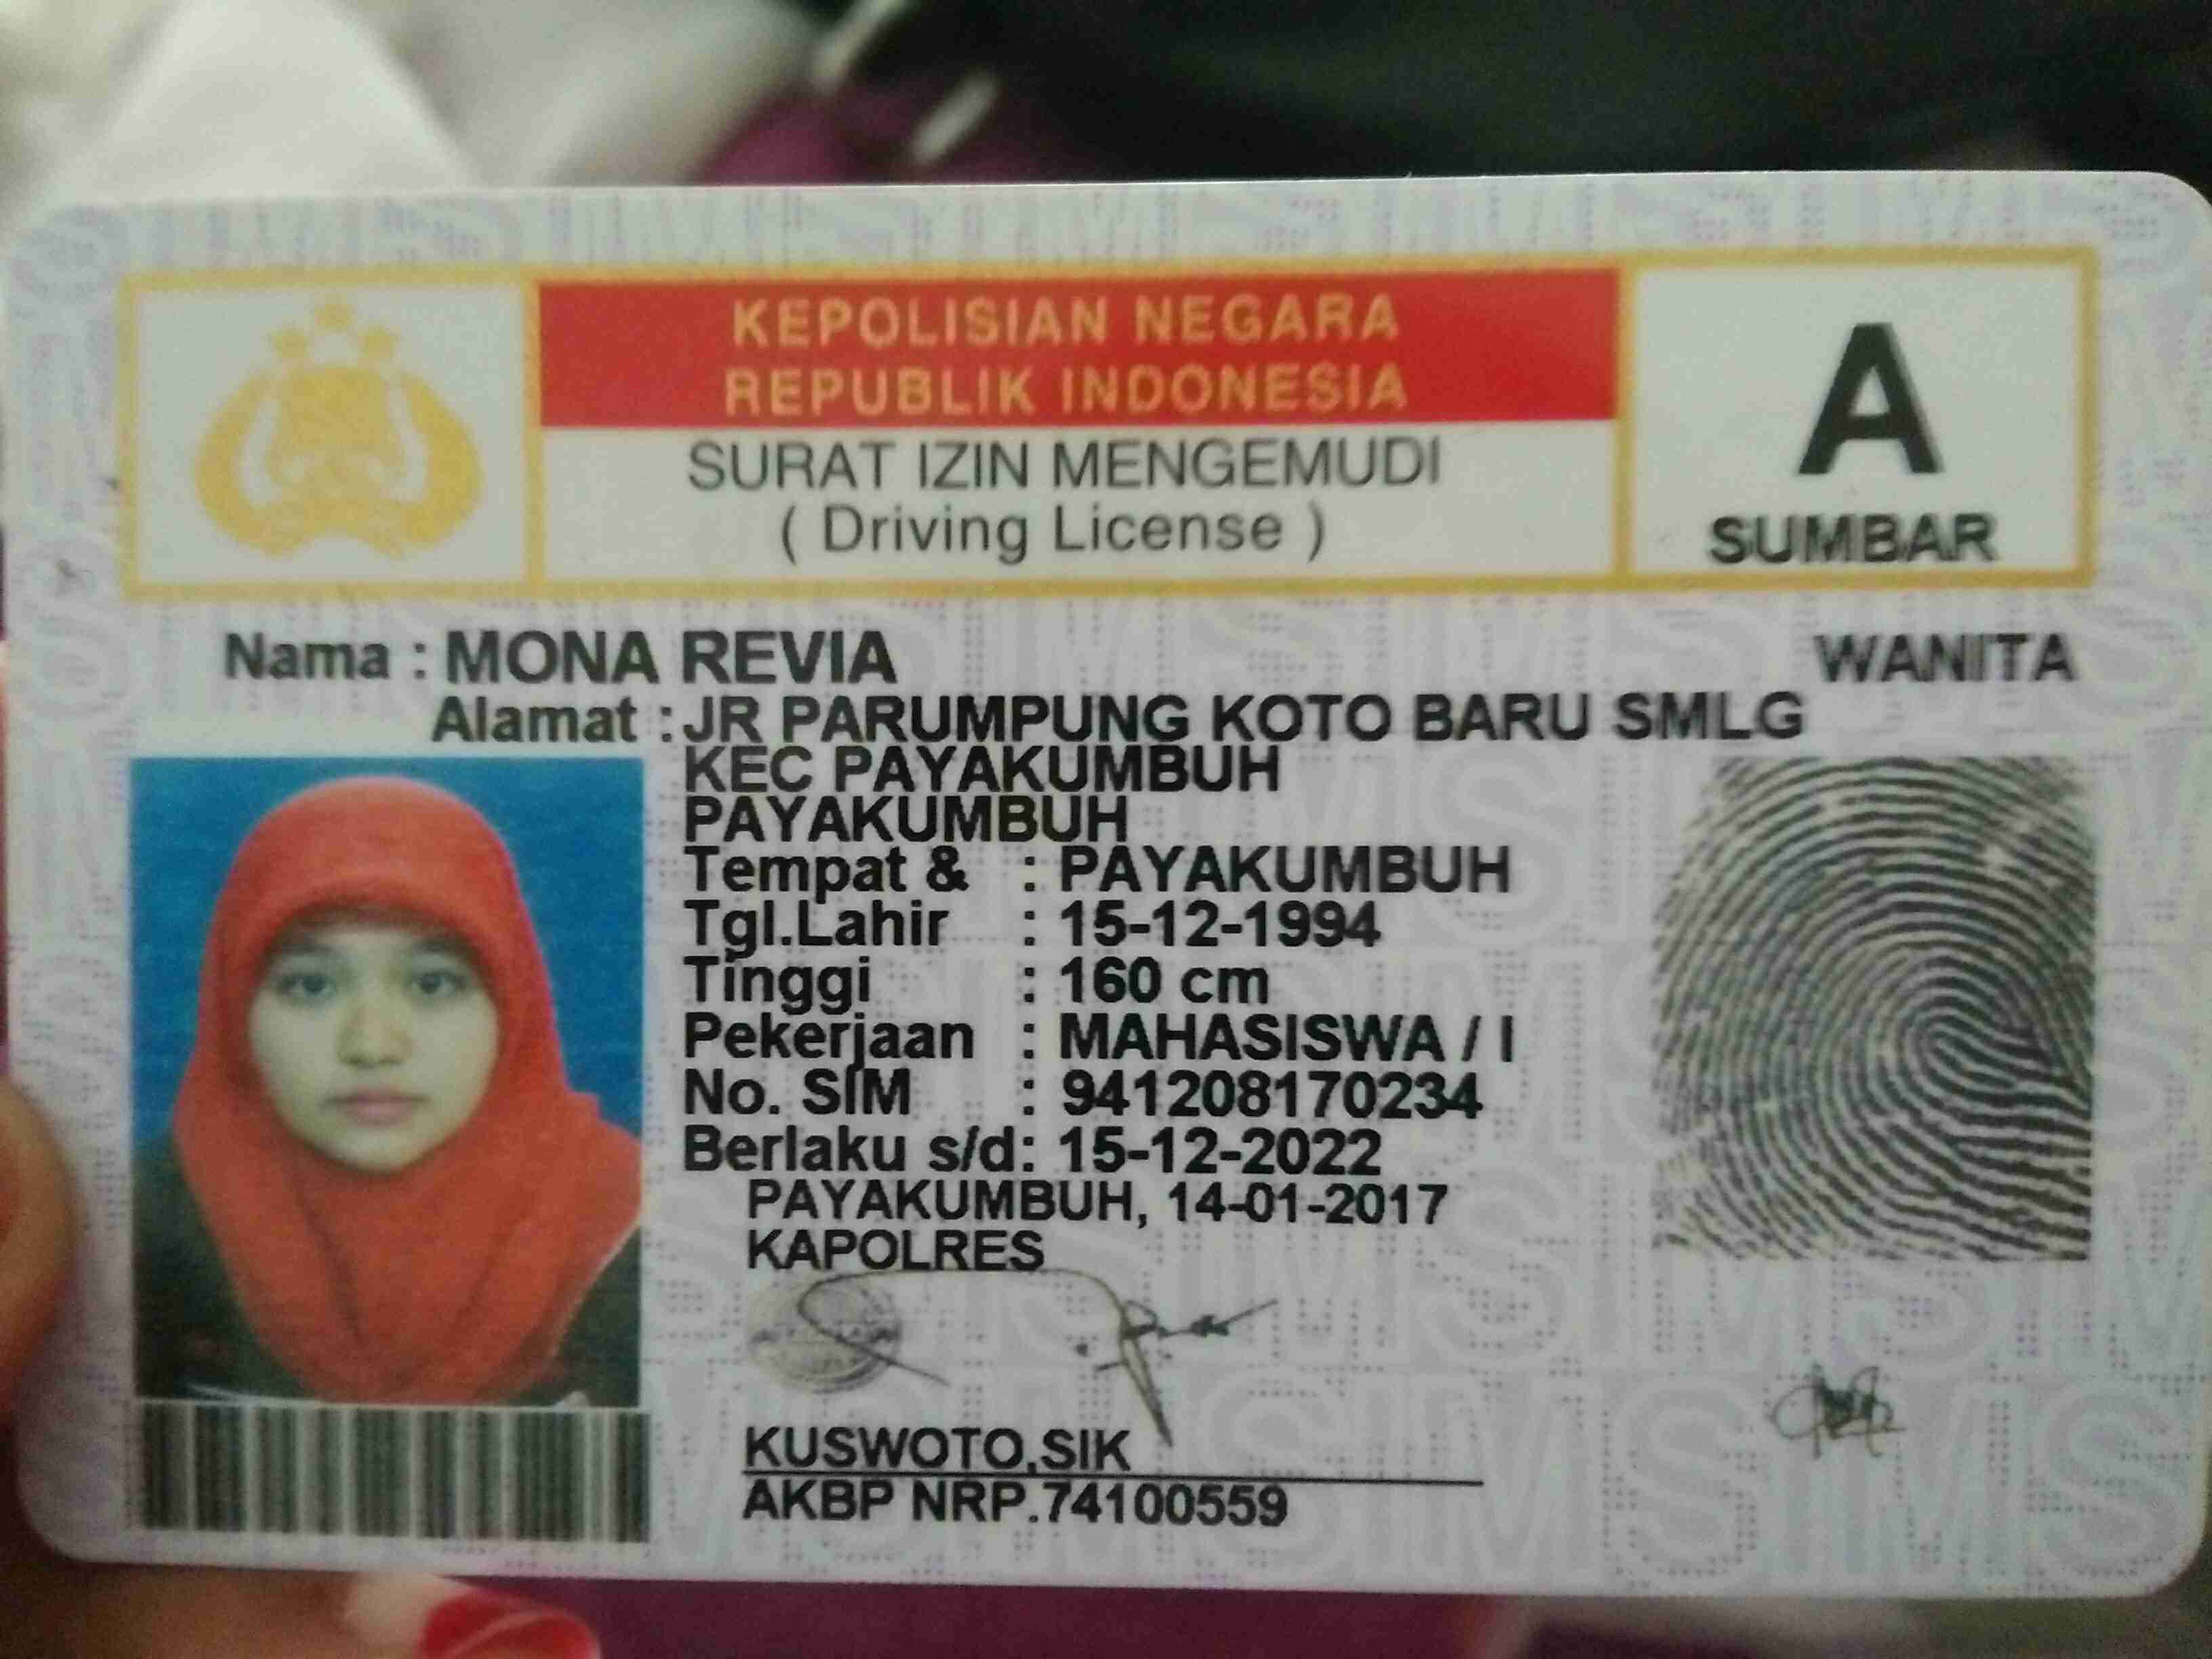 KEPOLISIAN NEGARA
REPUBLIK INDONESIA
SURAT IZIN MENGEMUDI
( Driving License )
A
SUMBAR
Nama : MONA REVIA
WANITA
Alamat : JR PARUMPUNG KOTO BARU SMLG
KEC PAYAKUMBUH
PAYAKUMBUH
Tempat & : PAYAKUMBUH
Tgl.Lahir : 15-12-1994
Tinggi : 160 cm
Pekerjaan : MAHASISWA / I
No. SIM : 941208170234
Berlaku s/d: 15-12-2022
PAYAKUMBUH, 14-01-2017
KAPOLRES
KUSWOTO,SIK
AKBP NRP.74100559